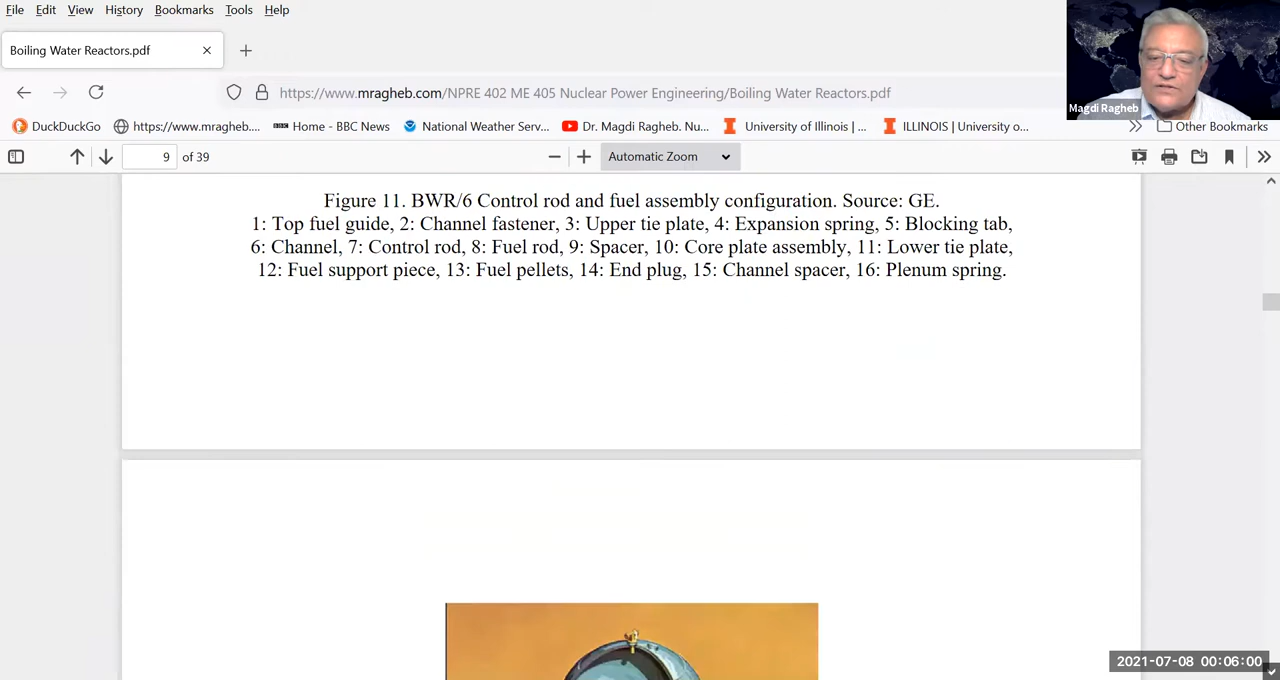 File Edit View History Bookmarks Tools Help
Boiling Water Reactors.pdf
https://www.mragheb.com/NPRE 402 ME 405 Nuclear Power Engineering/Boiling Water Reactors.pdf
Magdi Ragheb
DuckDuckGo https://www.mragheb.... BBC Home - BBC News National Weather Serv... Dr. Magdi Ragheb. Nu... University of Illinois | ... ILLINOIS | University o... Other Bookmarks
9 of 39 Automatic Zoom
Figure 11. BWR/6 Control rod and fuel assembly configuration. Source: GE.
1: Top fuel guide, 2: Channel fastener, 3: Upper tie plate, 4: Expansion spring, 5: Blocking tab,
6: Channel, 7: Control rod, 8: Fuel rod, 9: Spacer, 10: Core plate assembly, 11: Lower tie plate,
12: Fuel support piece, 13: Fuel pellets, 14: End plug, 15: Channel spacer, 16: Plenum spring.
2021-07-08 00:06:00